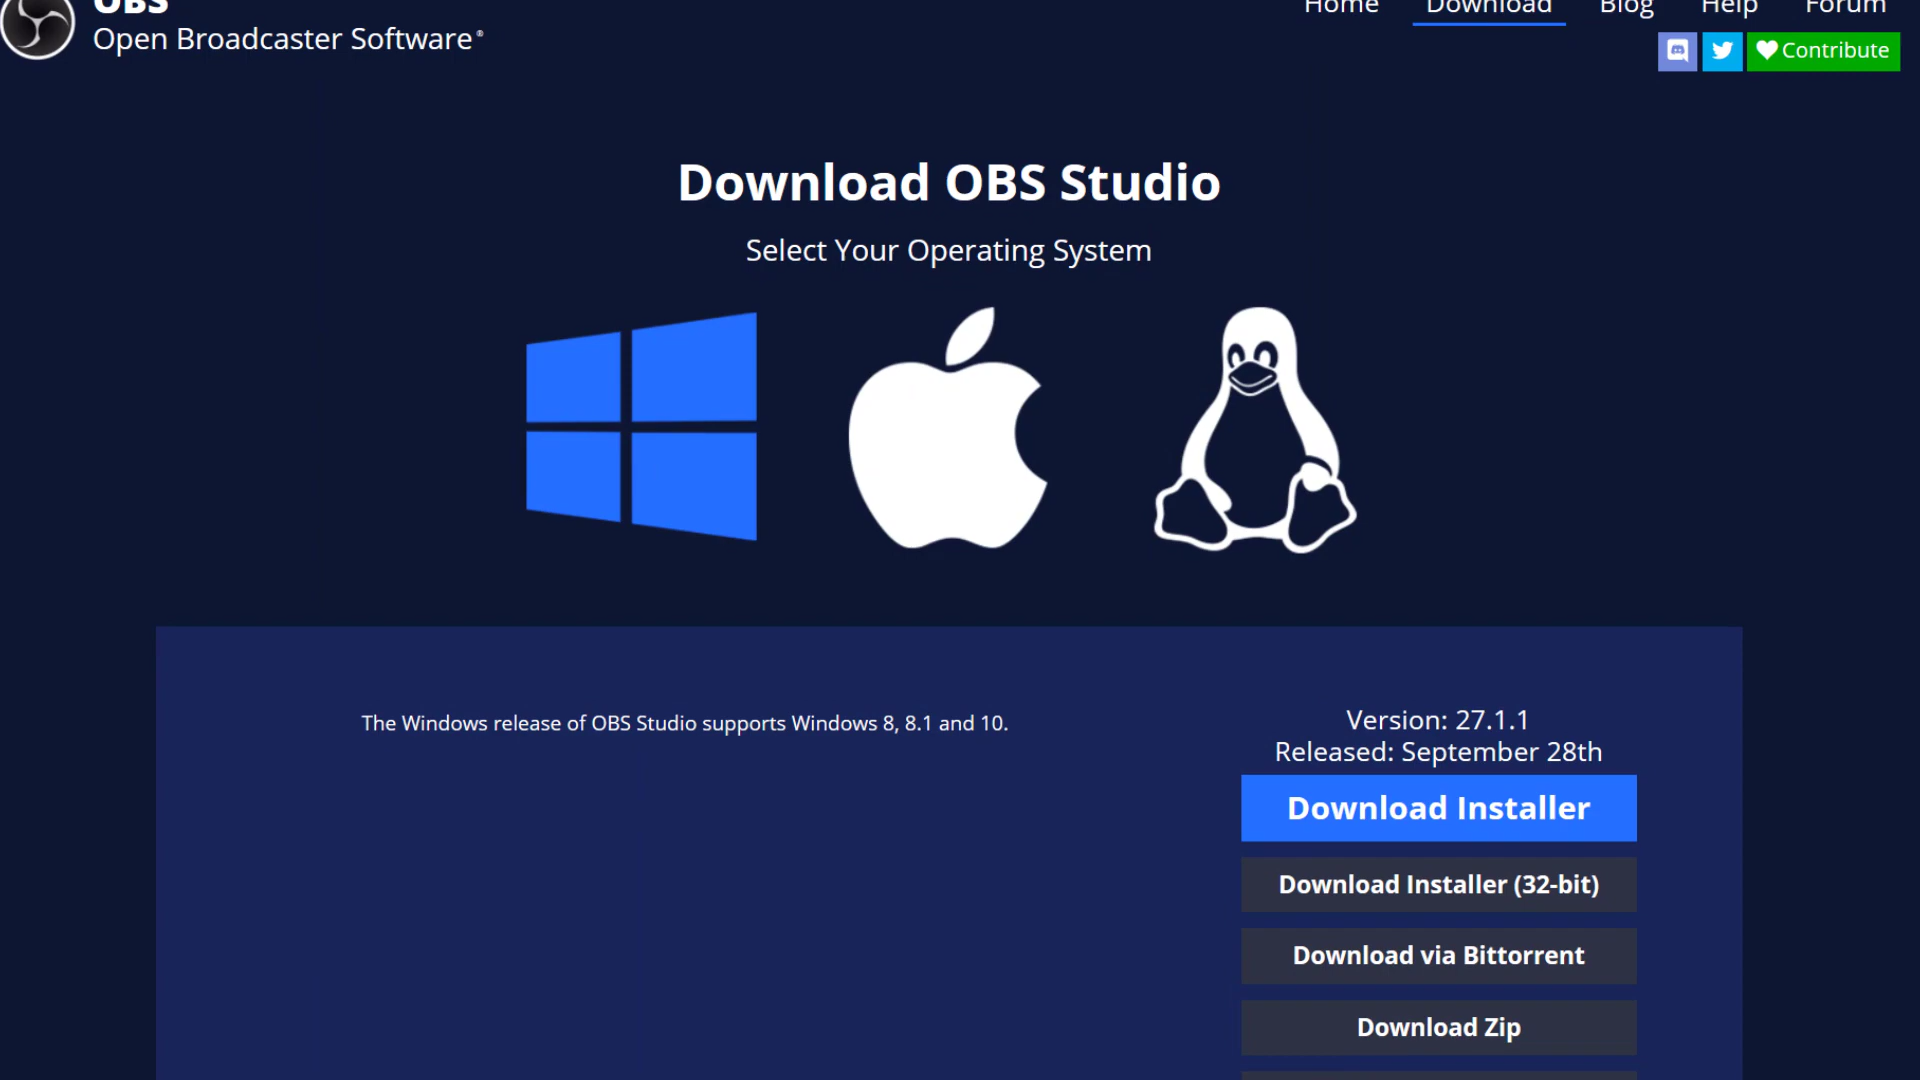 OBS
Open Broadcaster Software®
Home Download Blog Help Forum
Contribute
Download OBS Studio
Select Your Operating System
The Windows release of OBS Studio supports Windows 8, 8.1 and 10.
Version: 27.1.1
Released: September 28th
Download Installer
Download Installer (32-bit)
Download via Bittorrent
Download Zip